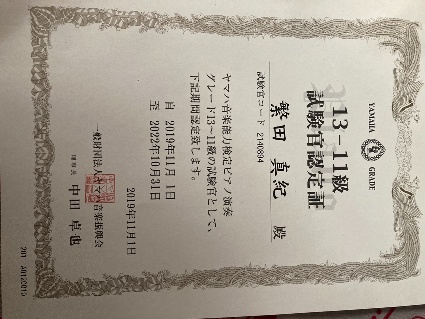 YAMAHA GRADE
13-11級
試験官認定証
試験官コード 2140894
繁田 真紀 殿
ヤマハ音楽能力検定ピアノ演奏
グレード13~11級の試験官として、
下記期間認定致します。
自 2019年11月1日
至 2022年10月31日
2019年11月1日
一般財団法人ヤマハ音楽振興会
理事長 中田 卓也